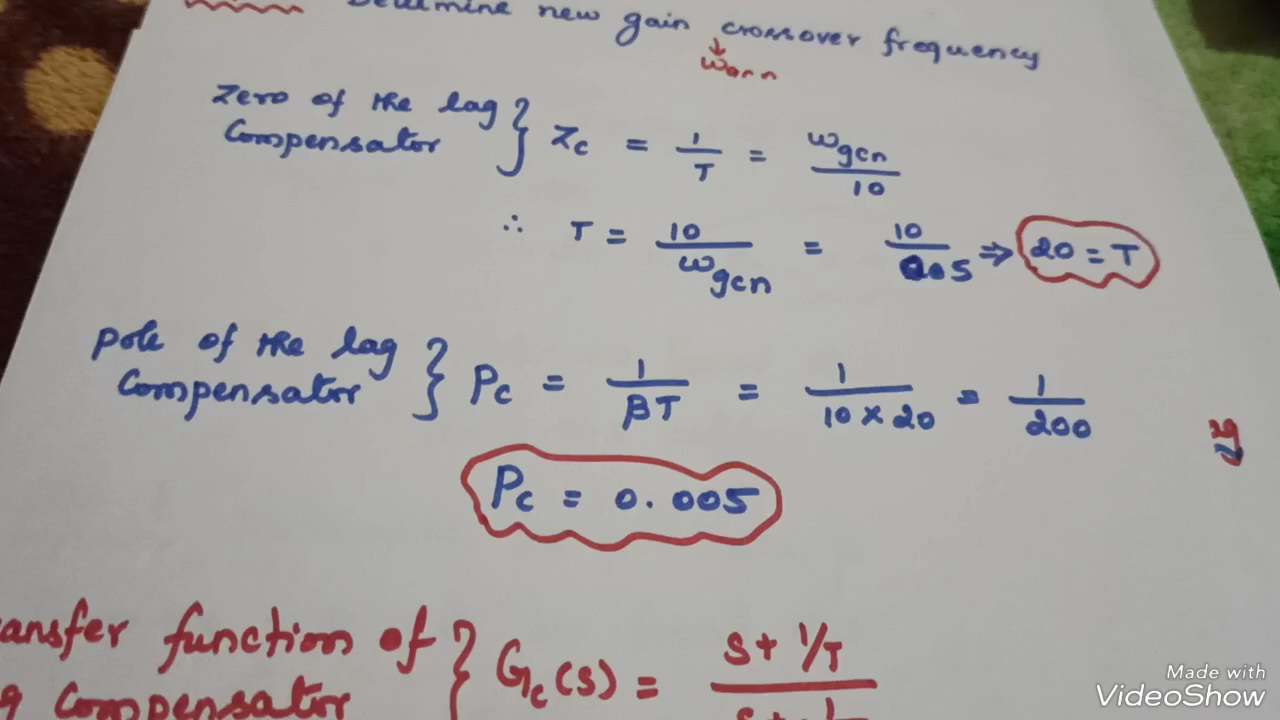 Determine new gain crossover frequency
↓
Zero of the lag
Compensator } Zc = 1/T = ωgcn/10
∴ T = 10/ωgcn = 10/0.5 ⇒ 20 = T
Pole of the lag
Compensator } Pc = 1/βT = 1/10×20 = 1/200
Pc = 0.005
ansfer function of
Compensator } Gc(s) = s+1/T
Made with
VideoShow